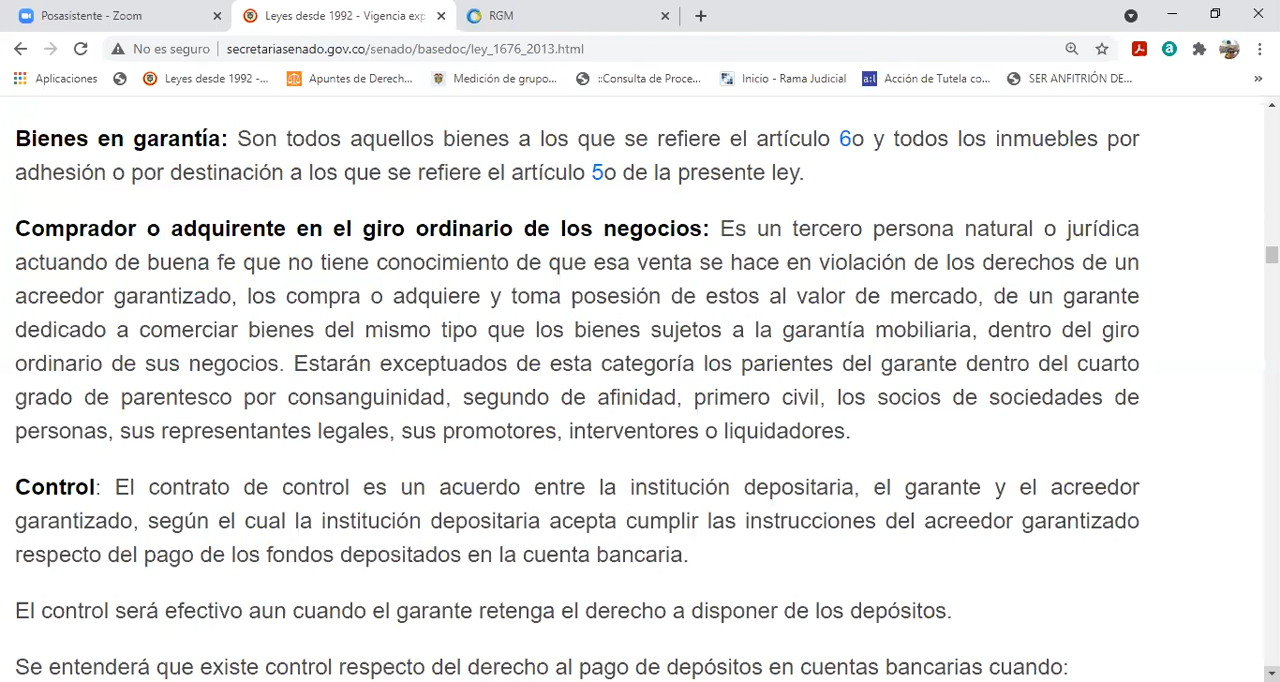 Posasistente - Zoom
Leyes desde 1992 - Vigencia exp
RGM
No es seguro
secretariasenado.gov.co/senado/basedoc/ley_1676_2013.html
Aplicaciones
Leyes desde 1992 -...
Apuntes de Derech...
Medición de grupo...
::Consulta de Proce...
Inicio - Rama Judicial
a:l
Acción de Tutela co...
SER ANFITRIÓN DE...
»
Bienes en garantía: Son todos aquellos bienes a los que se refiere el artículo 6o y todos los inmuebles por
adhesión o por destinación a los que se refiere el artículo 5o de la presente ley.
Comprador o adquirente en el giro ordinario de los negocios: Es un tercero persona natural o jurídica
actuando de buena fe que no tiene conocimiento de que esa venta se hace en violación de los derechos de un
acreedor garantizado, los compra o adquiere y toma posesión de estos al valor de mercado, de un garante
dedicado a comerciar bienes del mismo tipo que los bienes sujetos a la garantía mobiliaria, dentro del giro
ordinario de sus negocios. Estarán exceptuados de esta categoría los parientes del garante dentro del cuarto
grado de parentesco por consanguinidad, segundo de afinidad, primero civil, los socios de sociedades de
personas, sus representantes legales, sus promotores, interventores o liquidadores.
Control: El contrato de control es un acuerdo entre la institución depositaria, el garante y el acreedor
garantizado, según el cual la institución depositaria acepta cumplir las instrucciones del acreedor garantizado
respecto del pago de los fondos depositados en la cuenta bancaria.
El control será efectivo aun cuando el garante retenga el derecho a disponer de los depósitos.
Se entenderá que existe control respecto del derecho al pago de depósitos en cuentas bancarias cuando: